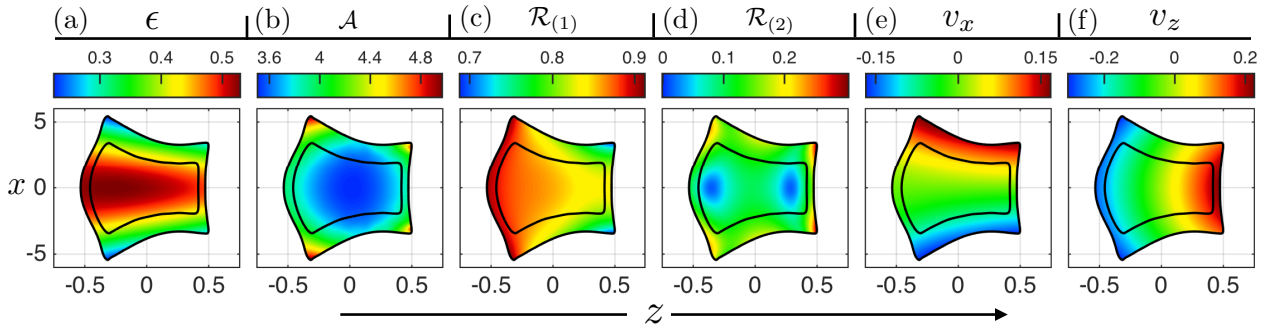 (a) ϵ (b) 𝒜 (c) ℛ₍₁₎ (d) ℛ₍₂₎ (e) vₓ (f) v_z
0.3 0.4 0.5 3.6 4 4.4 4.8 0.7 0.8 0.9 0 0.1 0.2 -0.15 0 0.15 -0.2 0 0.2
5
x 0
-5
-0.5 0 0.5 -0.5 0 0.5 -0.5 0 0.5 -0.5 0 0.5 -0.5 0 0.5 -0.5 0 0.5
z